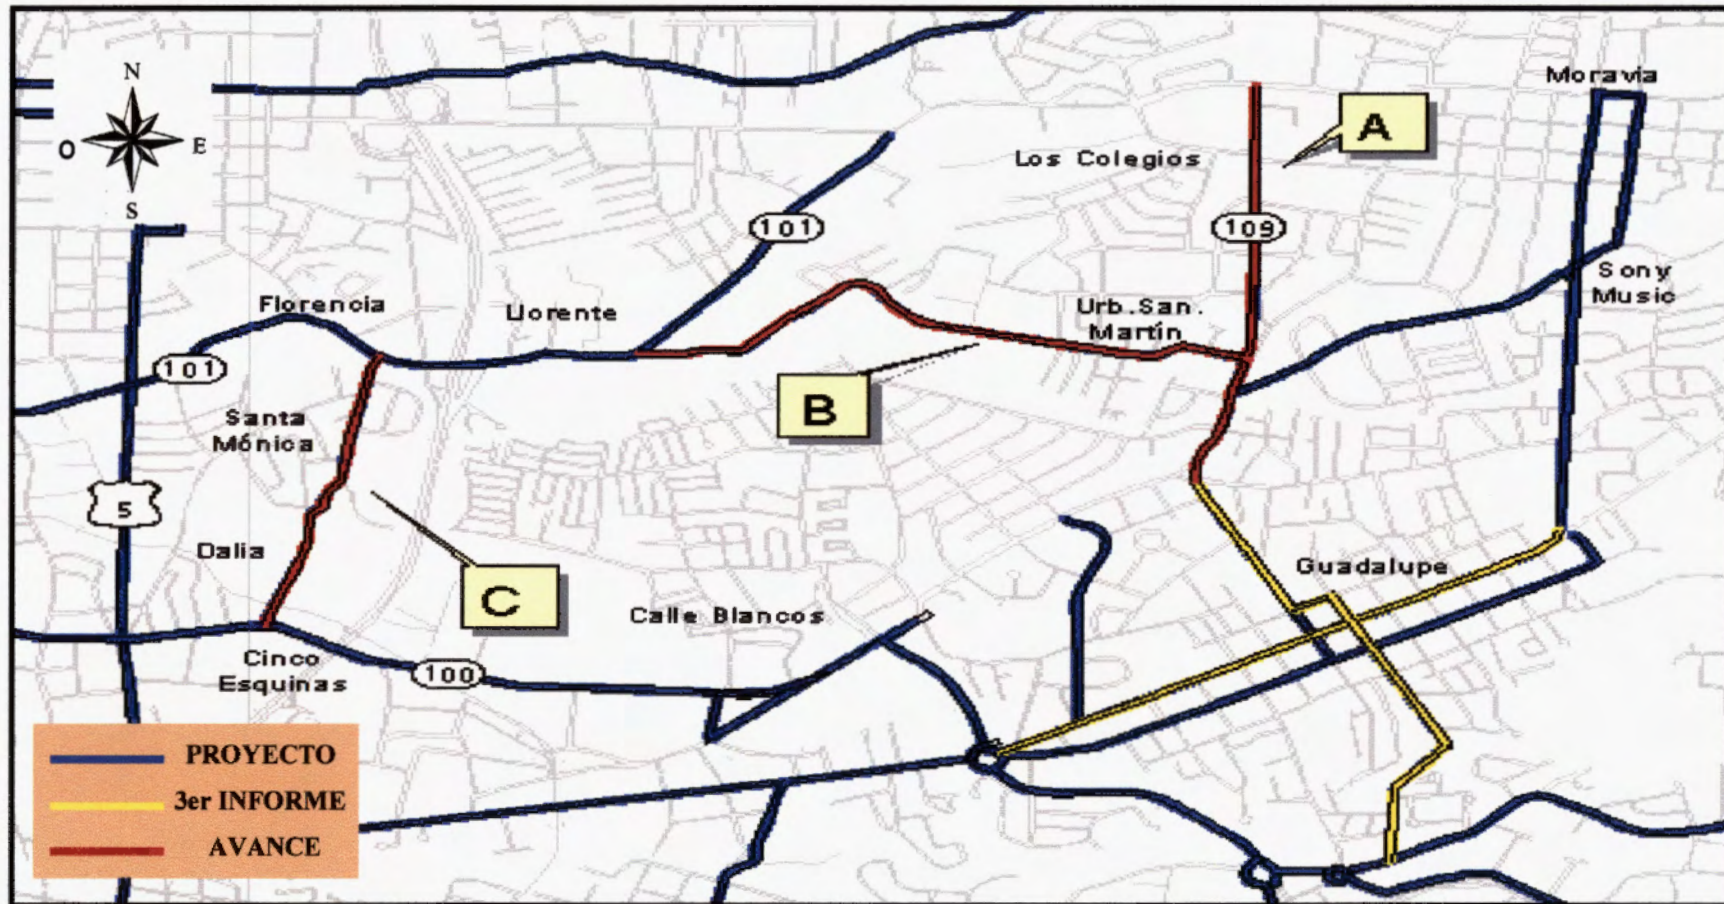 Moravia
N
A
O
E
Los Colegios
S
101
109
Sony
Music
Florencia
Llorente
Urb.San.
Martín
101
B
Santa
Mónica
5
Dalia
Guadalupe
C
Calle Blancos
Cinco
Esquinas
100
PROYECTO
3er INFORME
AVANCE